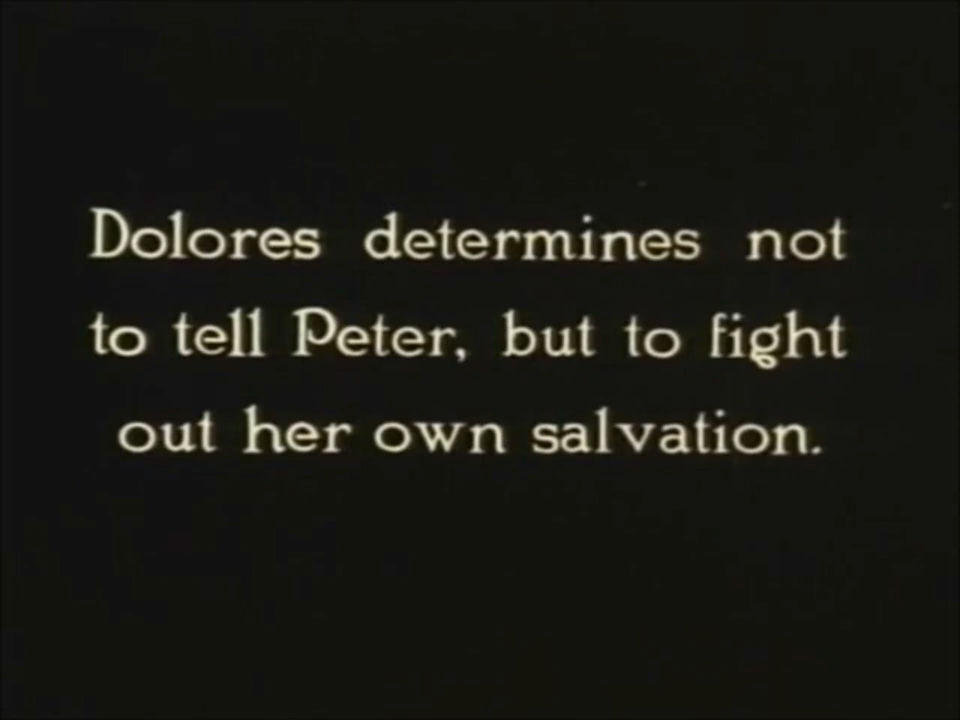 Dolores determines not
to tell Peter, but to fight
out her own salvation.